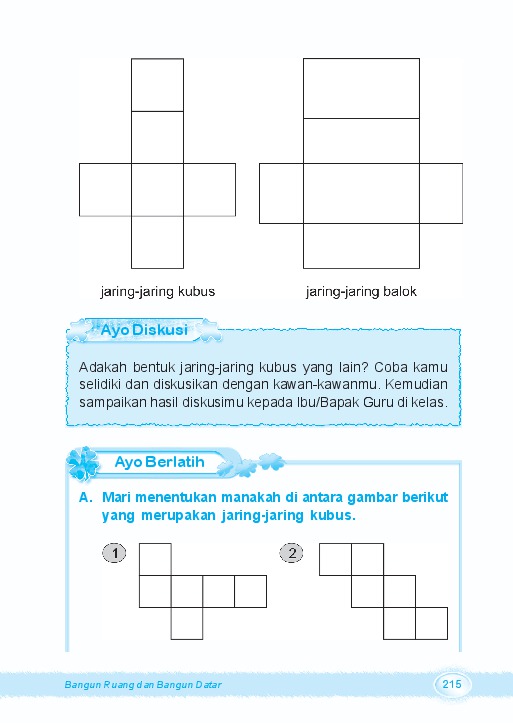 jaring-jaring kubus
jaring-jaring balok
Ayo Diskusi
Adakah bentuk jaring-jaring kubus yang lain? Coba kamu
selidiki dan diskusikan dengan kawan-kawanmu. Kemudian
sampaikan hasil diskusimu kepada Ibu/Bapak Guru di kelas.
Ayo Berlatih
A. Mari menentukan manakah di antara gambar berikut
yang merupakan jaring-jaring kubus.
1
2
Bangun Ruang dan Bangun Datar
215